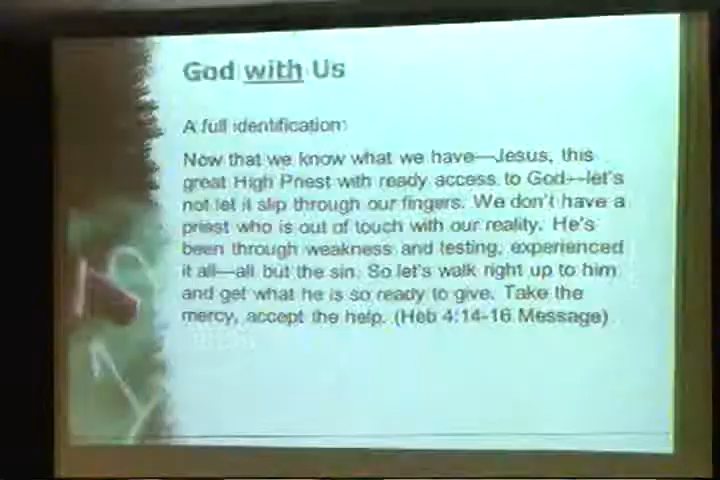 God with Us
A full identification:
Now that we know what we have—Jesus, this
great High Priest with ready access to God—let's
not let it slip through our fingers. We don't have a
priest who is out of touch with our reality. He's
been through weakness and testing, experienced
it all—all but the sin. So let's walk right up to him
and get what he is so ready to give. Take the
mercy, accept the help. (Heb 4:14-16 Message)